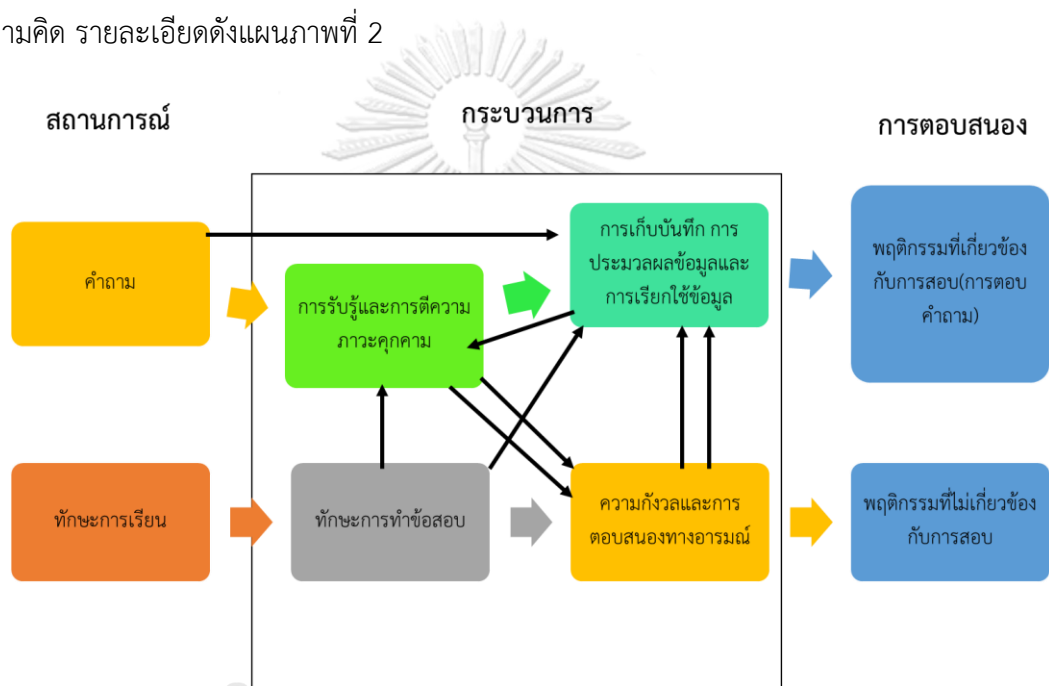 ามคิด รายละเอียดดังแผนภาพที่ 2
สถานการณ์
กระบวนการ
การตอบสนอง
คำถาม
การรับรู้และการตีความ
ภาวะคุกคาม
การเก็บบันทึก การ
ประมวลผลข้อมูลและ
การเรียกใช้ข้อมูล
พฤติกรรมที่เกี่ยวข้อง
กับการสอบ(การตอบ
คำถาม)
ทักษะการเรียน
ทักษะการทำข้อสอบ
ความกังวลและการ
ตอบสนองทางอารมณ์
พฤติกรรมที่ไม่เกี่ยวข้อง
กับการสอบ